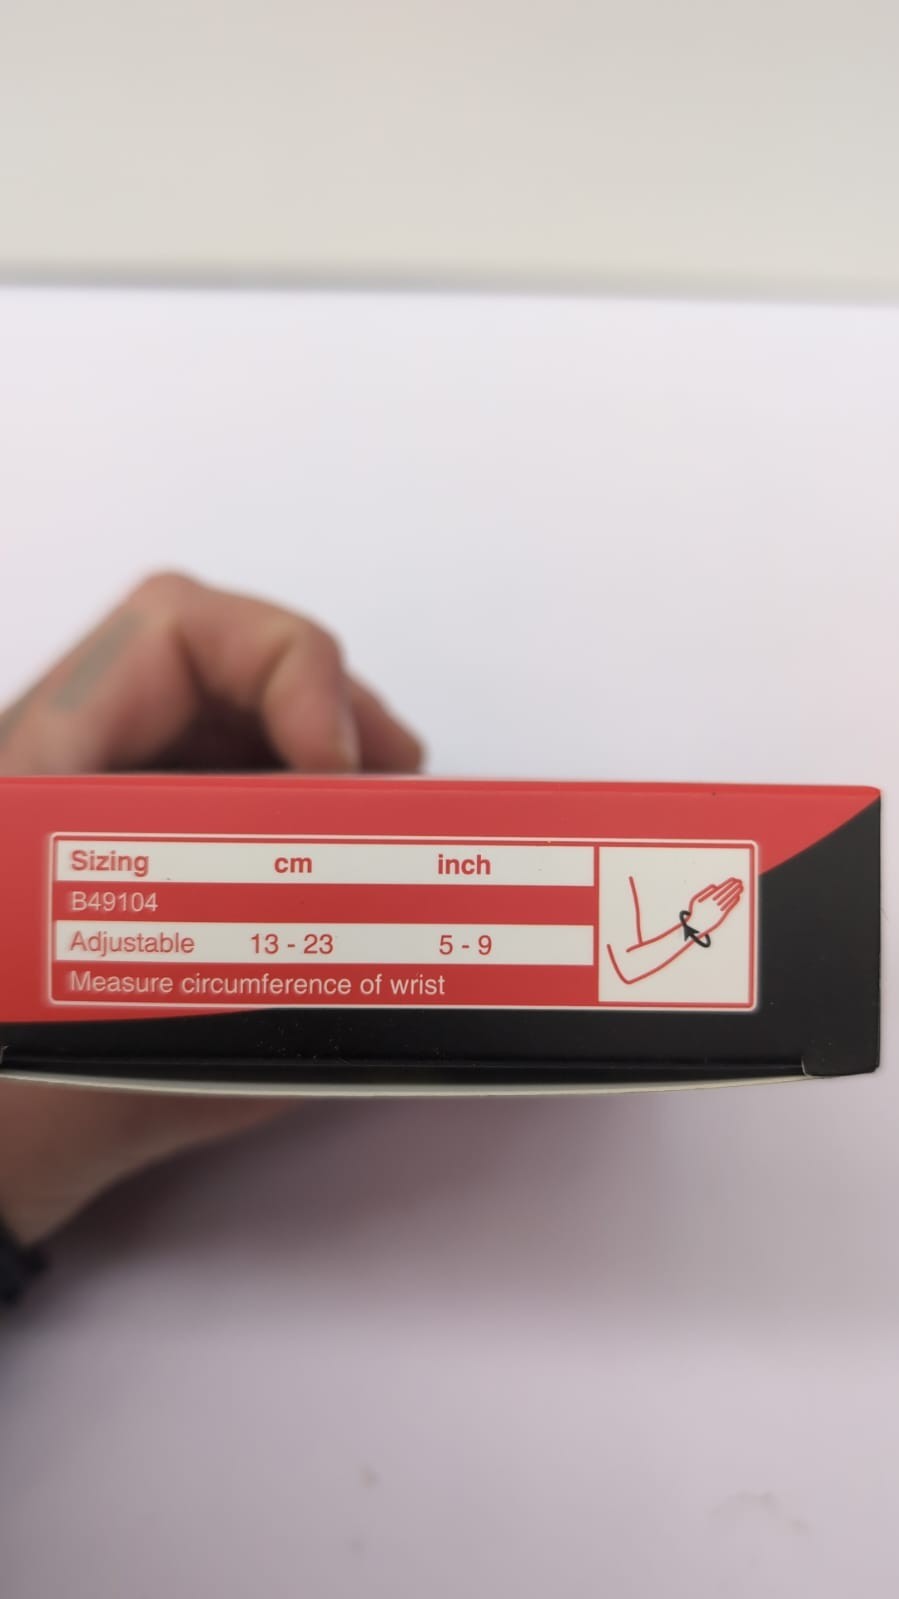 Sizing cm inch
B49104
Adjustable 13 - 23 5 - 9
Measure circumference of wrist